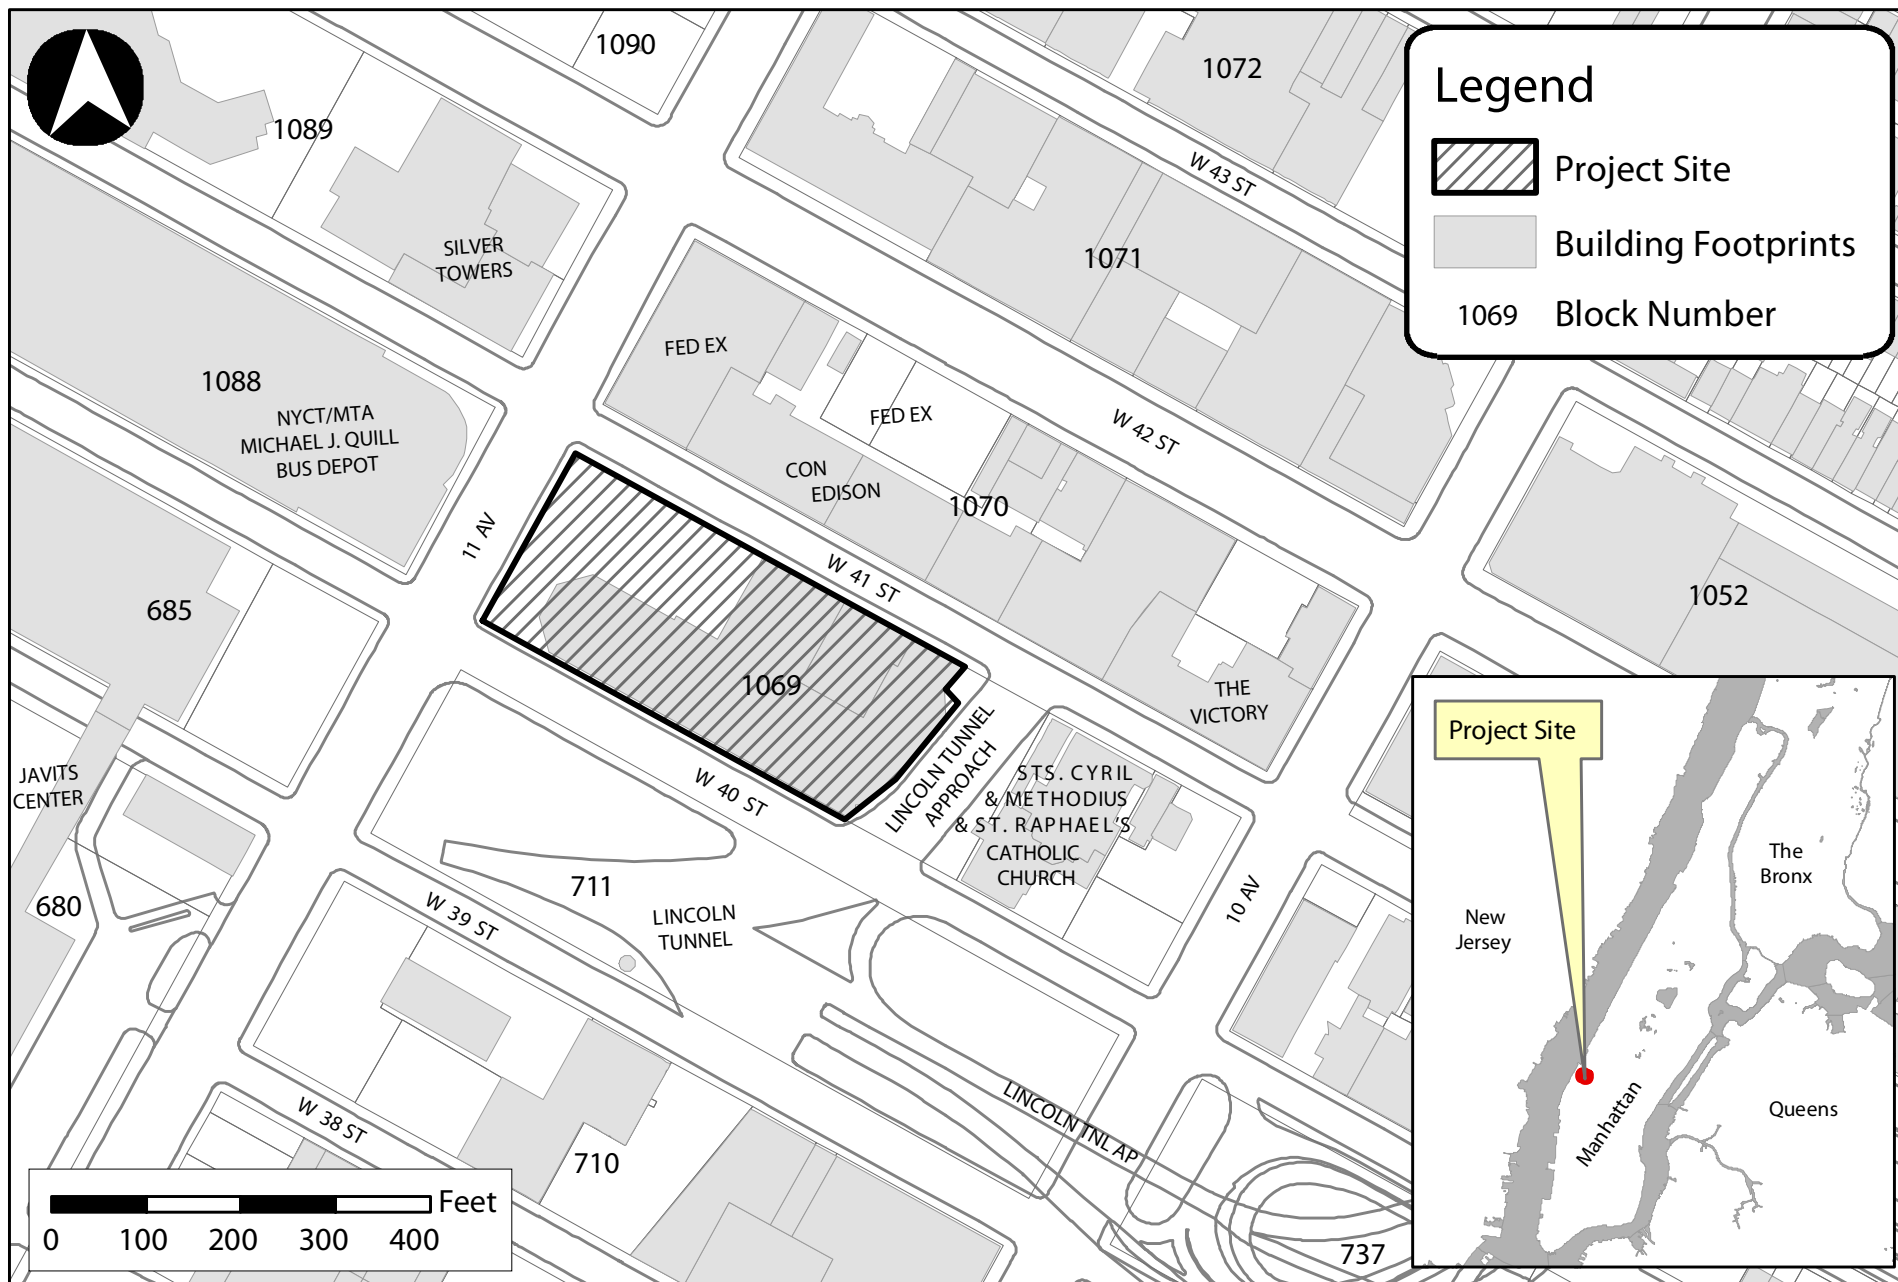 1090
1072
1089
W 43 ST
SILVER
TOWERS
1071
FED EX
1088
NYCT/MTA
MICHAEL J. QUILL
BUS DEPOT
FED EX
W 42 ST
CON
EDISON
1070
11 AV
W 41 ST
1052
685
1069
THE
VICTORY
LINCOLN TUNNEL
APPROACH
W 40 ST
JAVITS
CENTER
STS. CYRIL
& METHODIUS
& ST. RAPHAEL'S
CATHOLIC
CHURCH
711
10 AV
680
W 39 ST
LINCOLN
TUNNEL
LINCOLN TNL AP
W 38 ST
710
737
Legend
Project Site
Building Footprints
1069 Block Number
Project Site
The
Bronx
New
Jersey
Manhattan
Queens
Feet
0 100 200 300 400